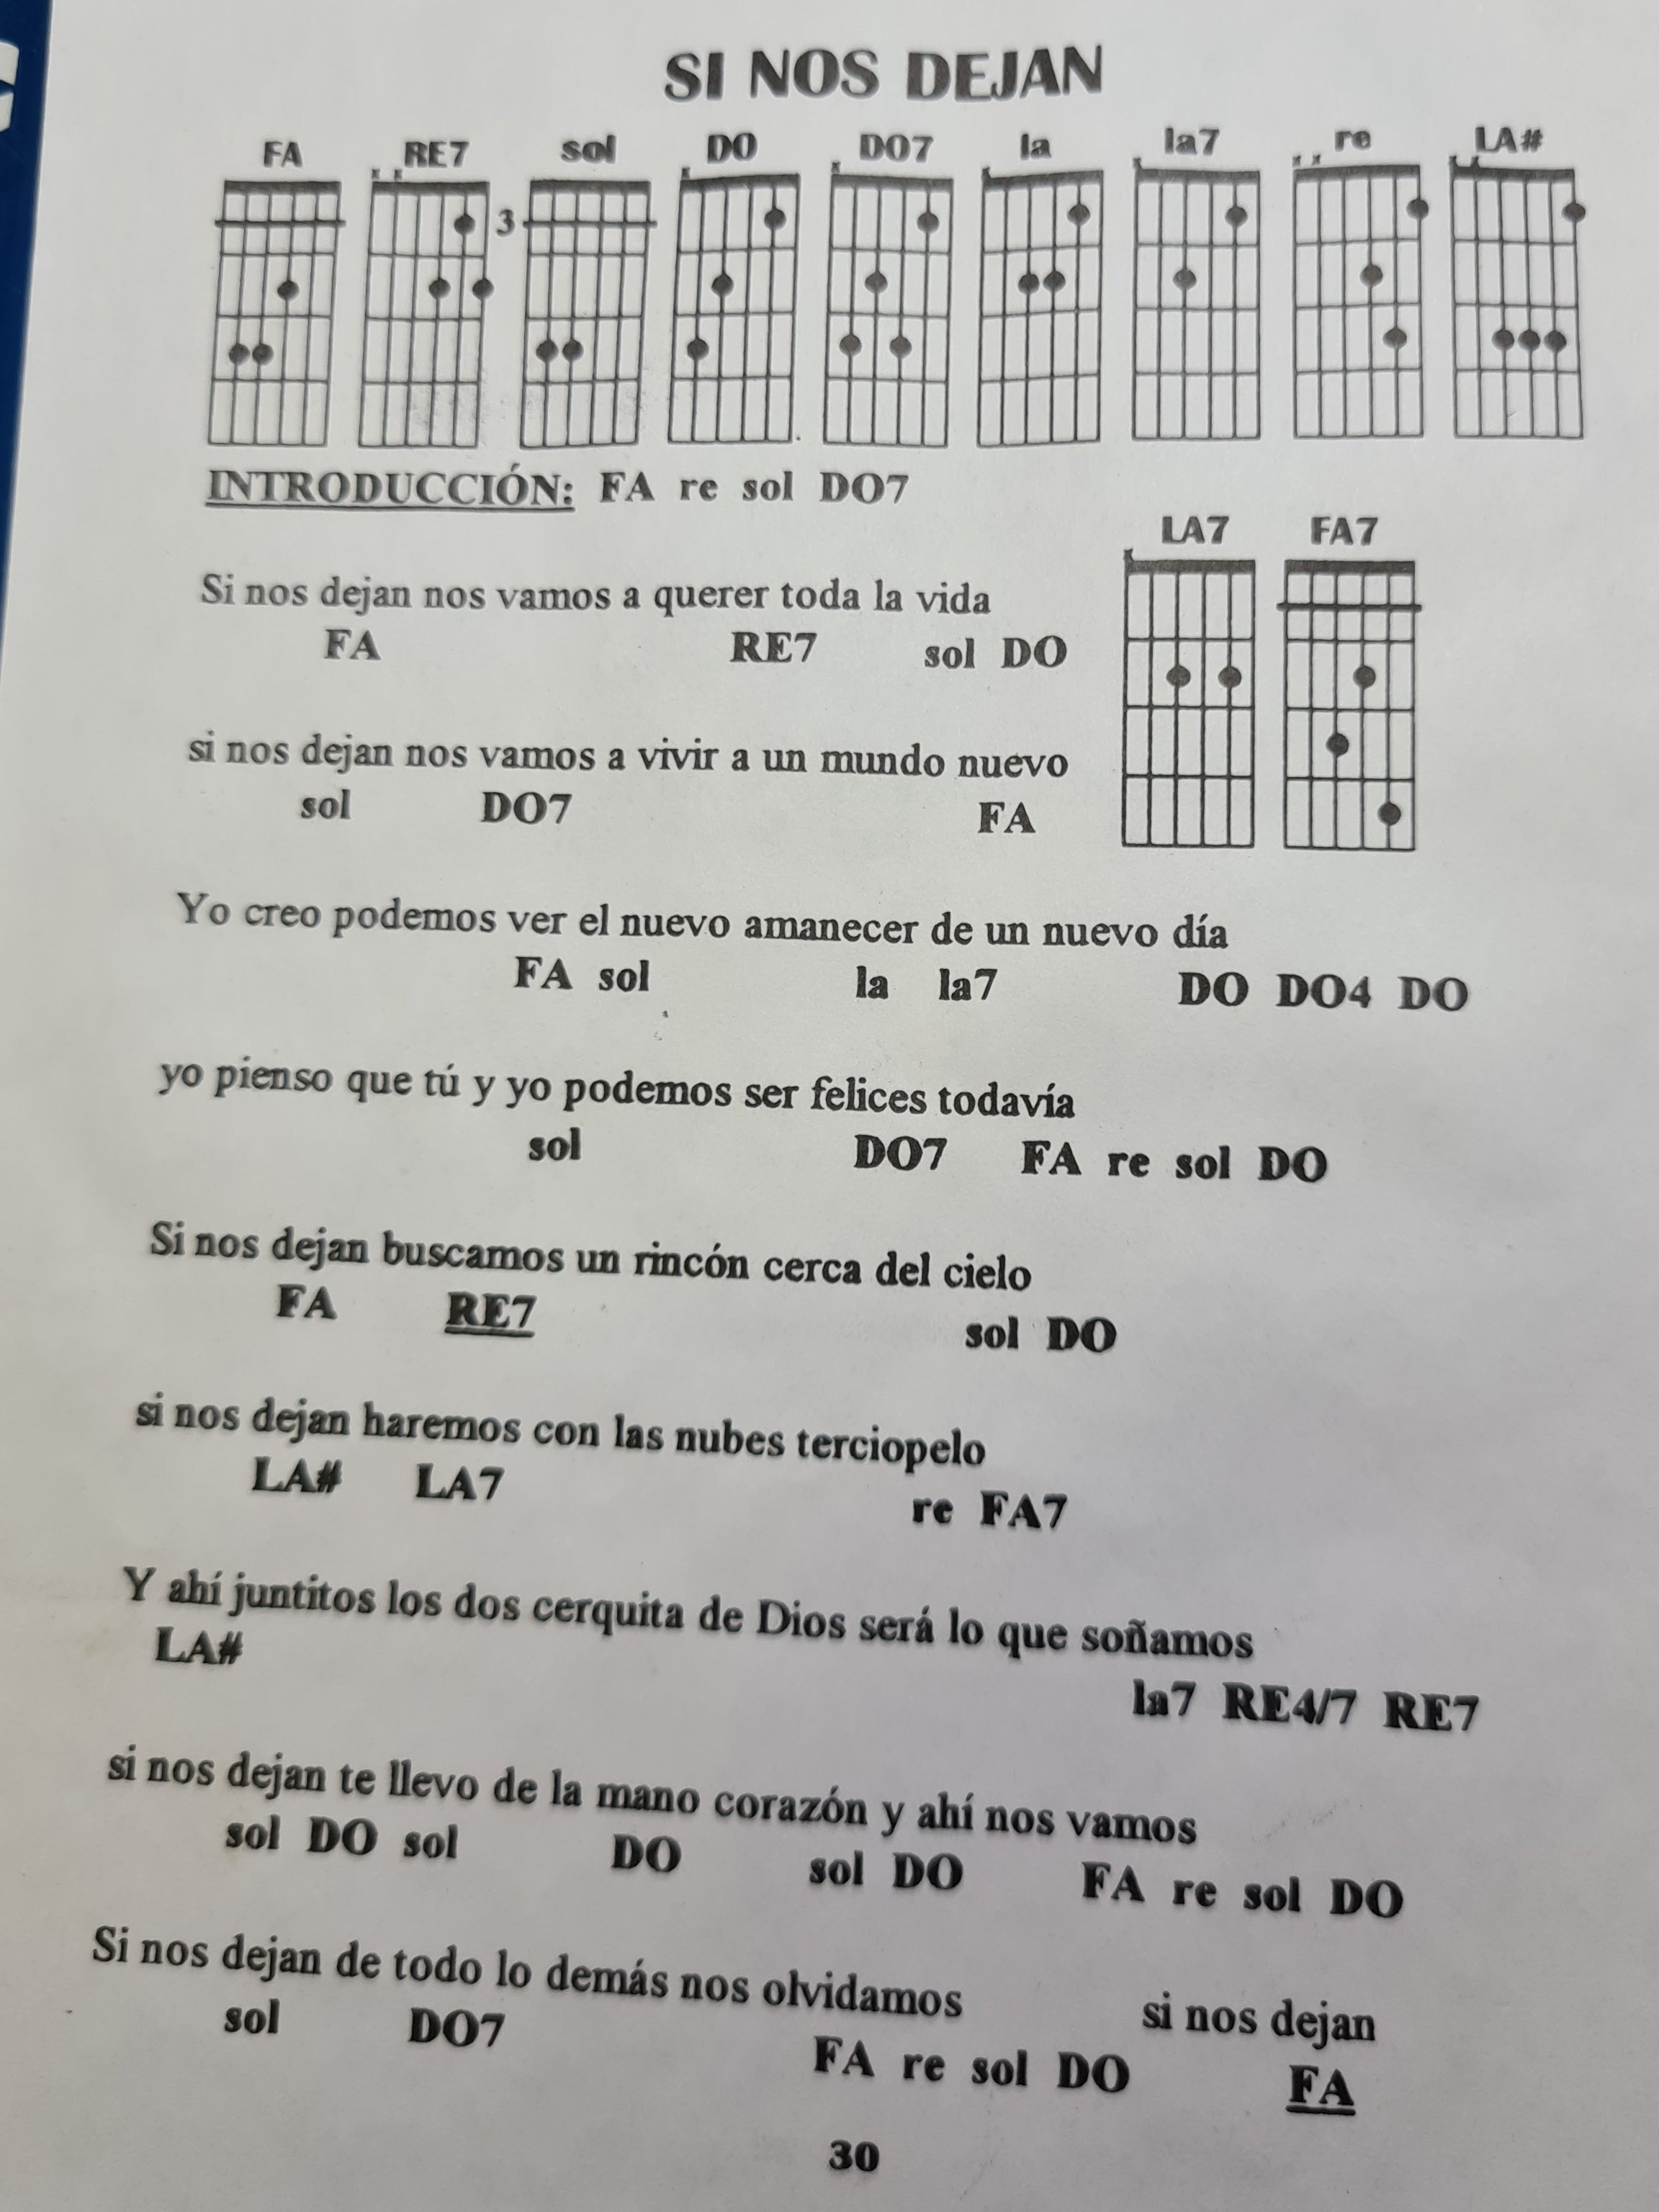 SI NOS DEJAN
FA RE7 sol DO DO7 la la7 re LA#
x x x x x x x x x x
3
INTRODUCCIÓN: FA re sol DO7
LA7 FA7
x
Si nos dejan nos vamos a querer toda la vida
FA RE7 sol DO
si nos dejan nos vamos a vivir a un mundo nuevo
sol DO7 FA
Yo creo podemos ver el nuevo amanecer de un nuevo día
FA sol la la7 DO DO4 DO
yo pienso que tú y yo podemos ser felices todavía
sol DO7 FA re sol DO
Si nos dejan buscamos un rincón cerca del cielo
FA RE7 sol DO
si nos dejan haremos con las nubes terciopelo
LA# LA7 re FA7
Y ahí juntitos los dos cerquita de Dios será lo que soñamos
LA# la7 RE4/7 RE7
si nos dejan te llevo de la mano corazón y ahí nos vamos
sol DO sol DO sol DO FA re sol DO
Si nos dejan de todo lo demás nos olvidamos si nos dejan
sol DO7 FA re sol DO FA
30